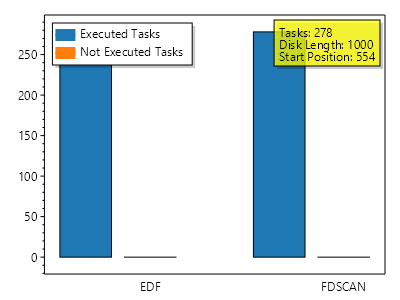 Executed Tasks
Not Executed Tasks
Tasks: 278
Disk Length: 1000
Start Position: 554
250
200
150
100
50
0
EDF
FDSCAN